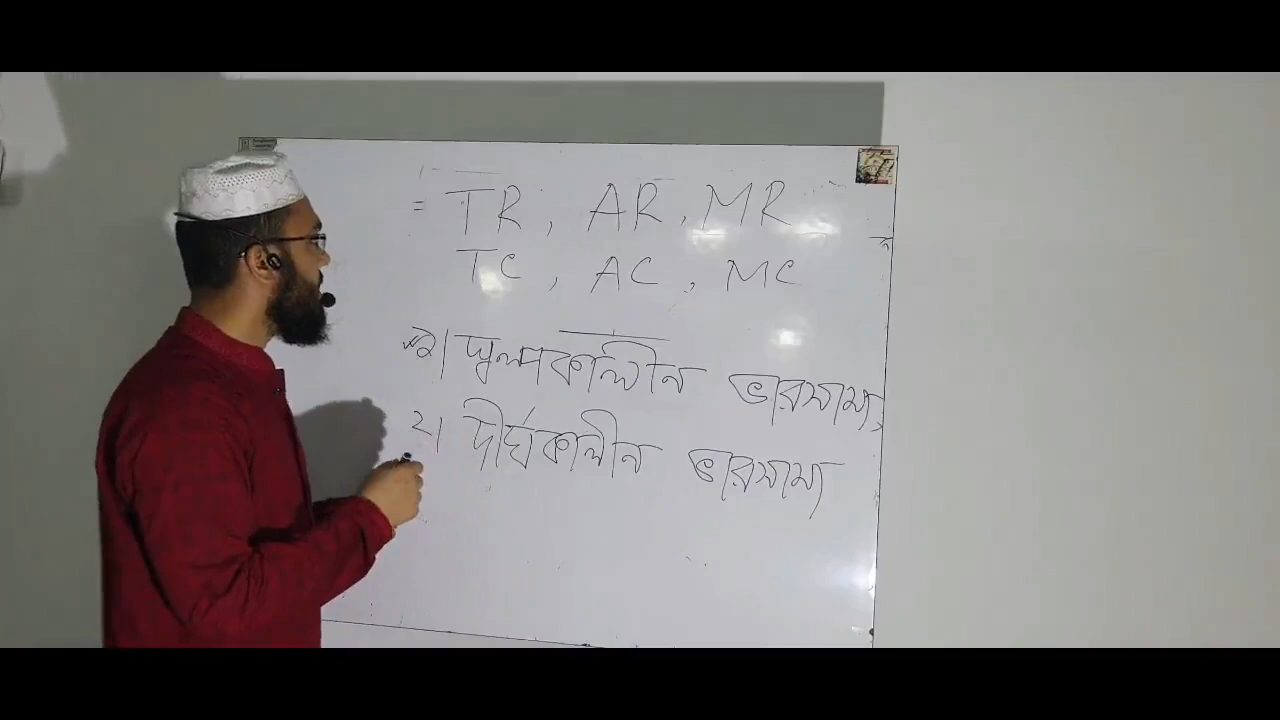 = TR, AR, MR
TC, AC, MC
১। স্বল্পকালীন ভারসাম্য,
২। দীর্ঘকালীন ভারসাম্য